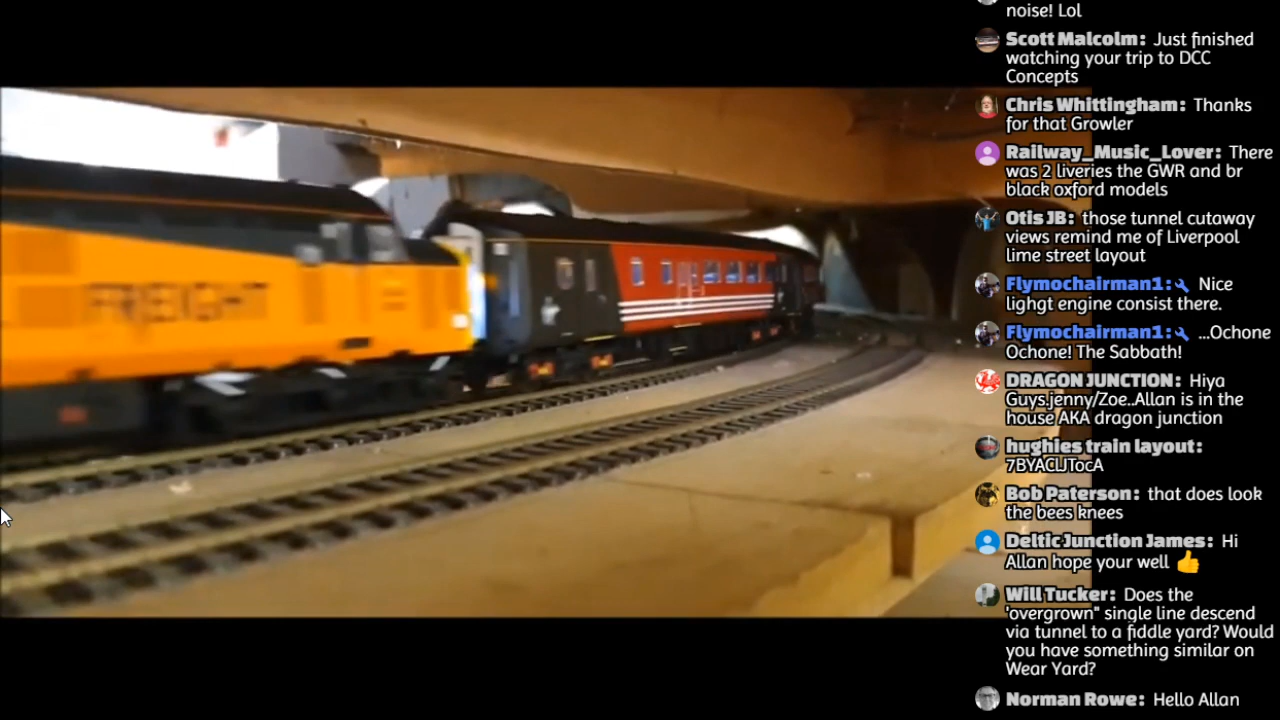 noise! Lol
Scott Malcolm: Just finished
watching your trip to DCC
Concepts
Chris Whittingham: Thanks
for that Growler
Railway_Music_Lover: There
was 2 liveries the GWR and br
black oxford models
Otis JB: those tunnel cutaway
views remind me of Liverpool
lime street layout
Flymochairman1: Nice
lighgt engine consist there.
Flymochairman1: ...Ochone
Ochone! The Sabbath!
DRAGON JUNCTION: Hiya
Guys.jenny/Zoe..Allan is in the
house AKA dragon junction
hughies train layout:
7BYACLJTocA
Bob Paterson: that does look
the bees knees
Deltic Junction James: Hi
Allan hope your well 👍
Will Tucker: Does the
'overgrown" single line descend
via tunnel to a fiddle yard? Would
you have something similar on
Wear Yard?
Norman Rowe: Hello Allan
FREIGHT